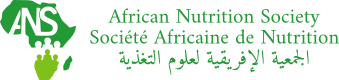 ANS
African Nutrition Society
Société Africaine de Nutrition
الجمعية الإفريقية لعلوم التغذية